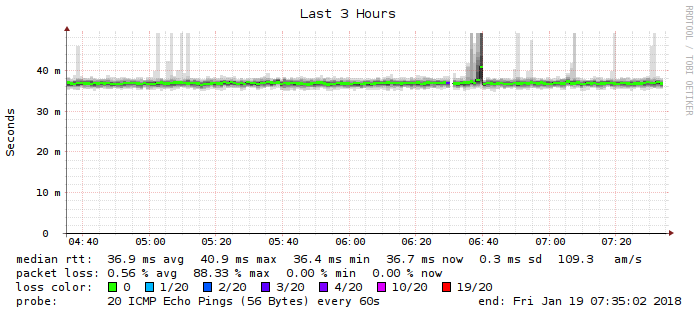 Last 3 Hours
RRDTOOL / TOBI OETIKER
Seconds
40 m
30 m
20 m
10 m
0
04:40 05:00 05:20 05:40 06:00 06:20 06:40 07:00 07:20
median rtt: 36.9 ms avg 40.9 ms max 36.4 ms min 36.7 ms now 0.3 ms sd 109.3 am/s
packet loss: 0.56 % avg 88.33 % max 0.00 % min 0.00 % now
loss color: 0 1/20 2/20 3/20 4/20 10/20 19/20
probe: 20 ICMP Echo Pings (56 Bytes) every 60s end: Fri Jan 19 07:35:02 2018